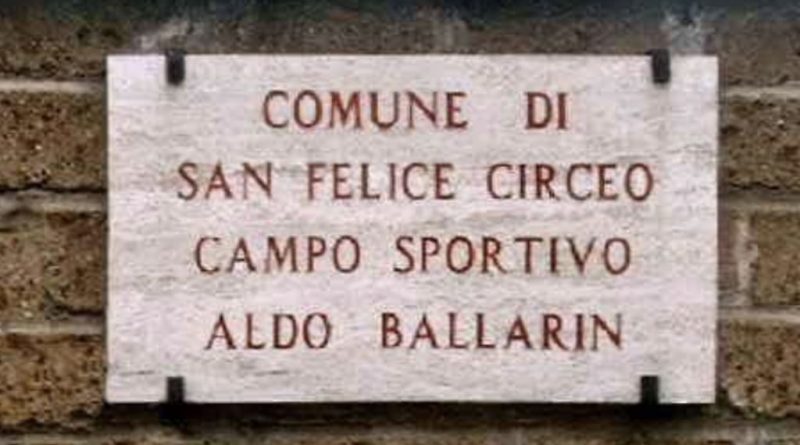 COMUNE DI
SAN FELICE CIRCEO
CAMPO SPORTIVO
ALDO BALLARIN